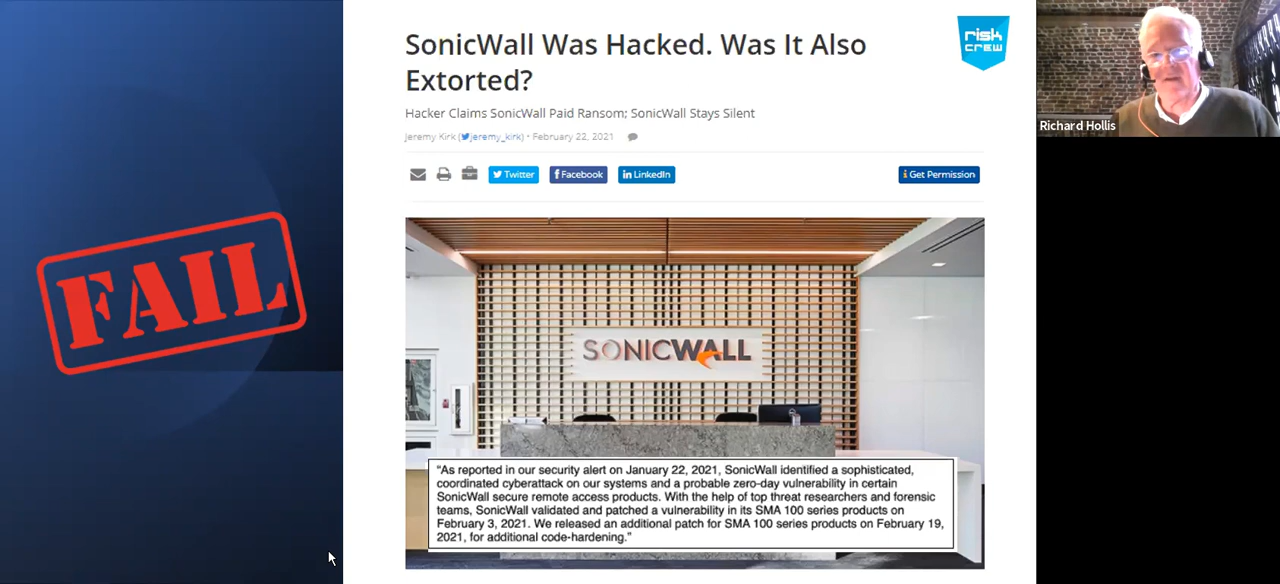 FAIL
SonicWall Was Hacked. Was It Also
Extorted?
risk
crew
Hacker Claims SonicWall Paid Ransom; SonicWall Stays Silent
Jeremy Kirk (jeremy_kirk) • February 22, 2021
Twitter
Facebook
LinkedIn
Get Permission
SONICWALL
"As reported in our security alert on January 22, 2021, SonicWall identified a sophisticated,
coordinated cyberattack on our systems and a probable zero-day vulnerability in certain
SonicWall secure remote access products. With the help of top threat researchers and forensic
teams, SonicWall validated and patched a vulnerability in its SMA 100 series products on
February 3, 2021. We released an additional patch for SMA 100 series products on February 19,
2021, for additional code-hardening."
Richard Hollis